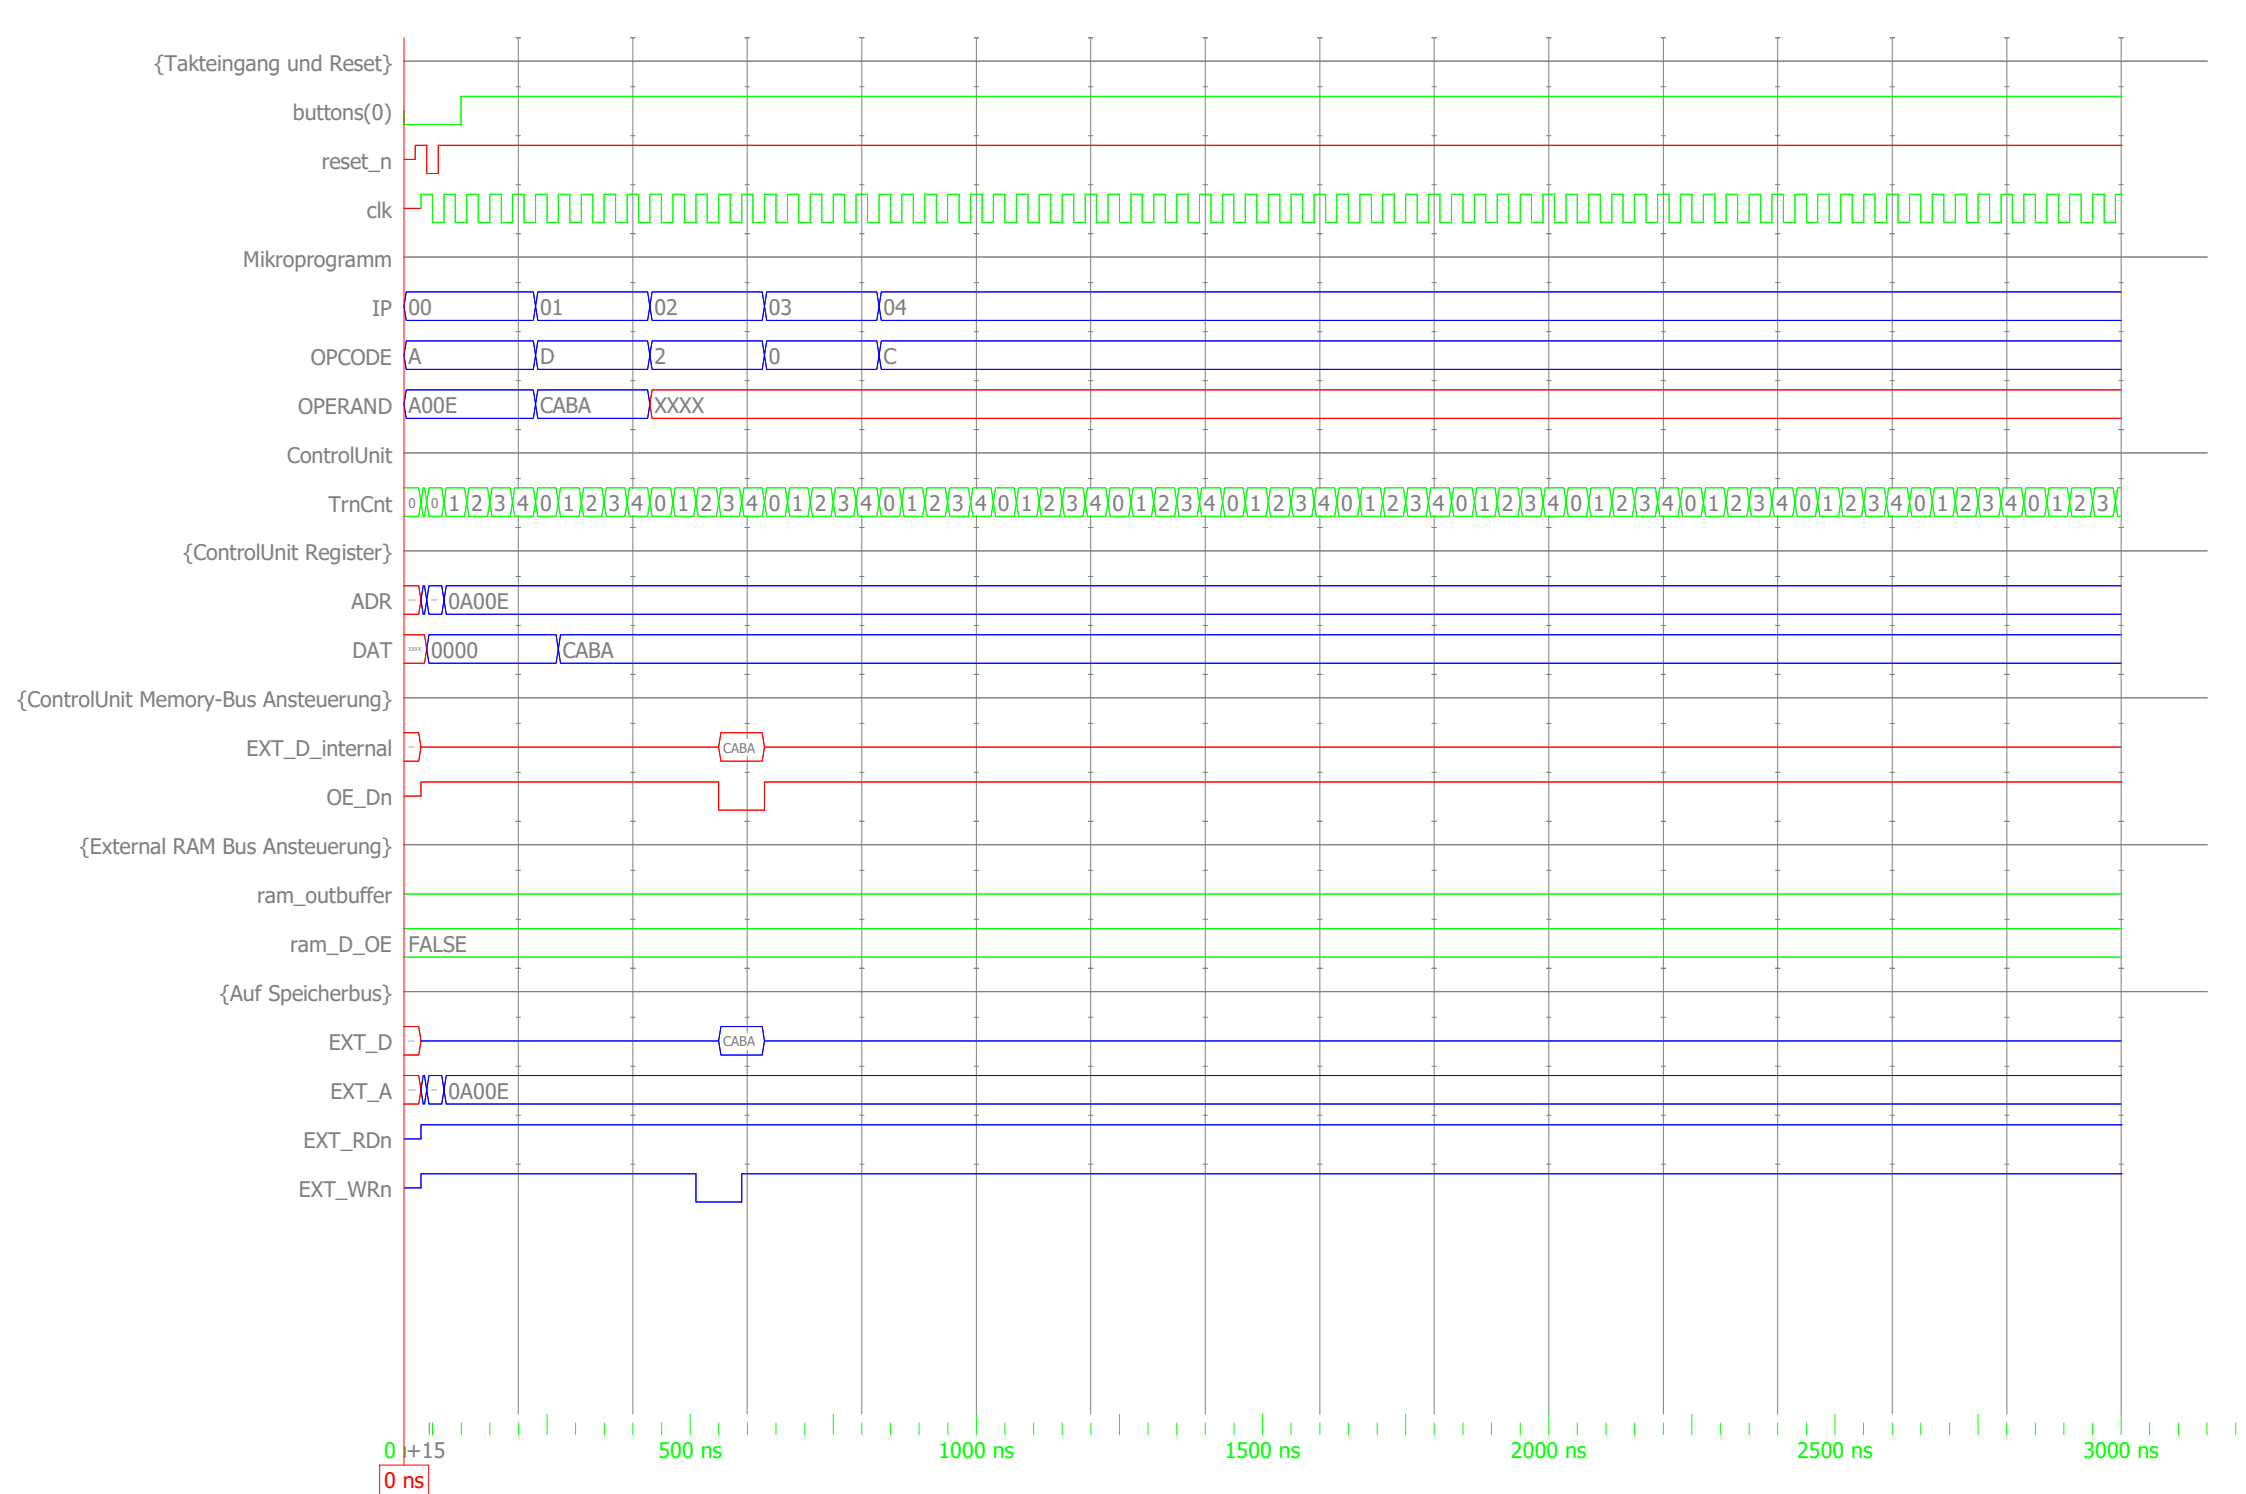 {Takteingang und Reset}
buttons(0)
reset_n
clk
Mikroprogramm
IP 00 01 02 03 04
OPCODE A D 2 0 C
OPERAND A00E CABA XXXX
ControlUnit
TrnCnt 0 0 1 2 3 4 0 1 2 3 4 0 1 2 3 4 0 1 2 3 4 0 1 2 3 4 0 1 2 3 4 0 1 2 3 4 0 1 2 3 4 0 1 2 3 4 0 1 2 3 4 0 1 2 3 4 0 1 2 3 4 0 1 2 3 4 0 1 2 3 4 0 1 2 3
{ControlUnit Register}
ADR 0A00E
DAT xxxx 0000 CABA
{ControlUnit Memory-Bus Ansteuerung}
EXT_D_internal CABA
OE_Dn
{External RAM Bus Ansteuerung}
ram_outbuffer
ram_D_OE FALSE
{Auf Speicherbus}
EXT_D CABA
EXT_A 0A00E
EXT_RDn
EXT_WRn
0 +15 500 ns 1000 ns 1500 ns 2000 ns 2500 ns 3000 ns
0 ns